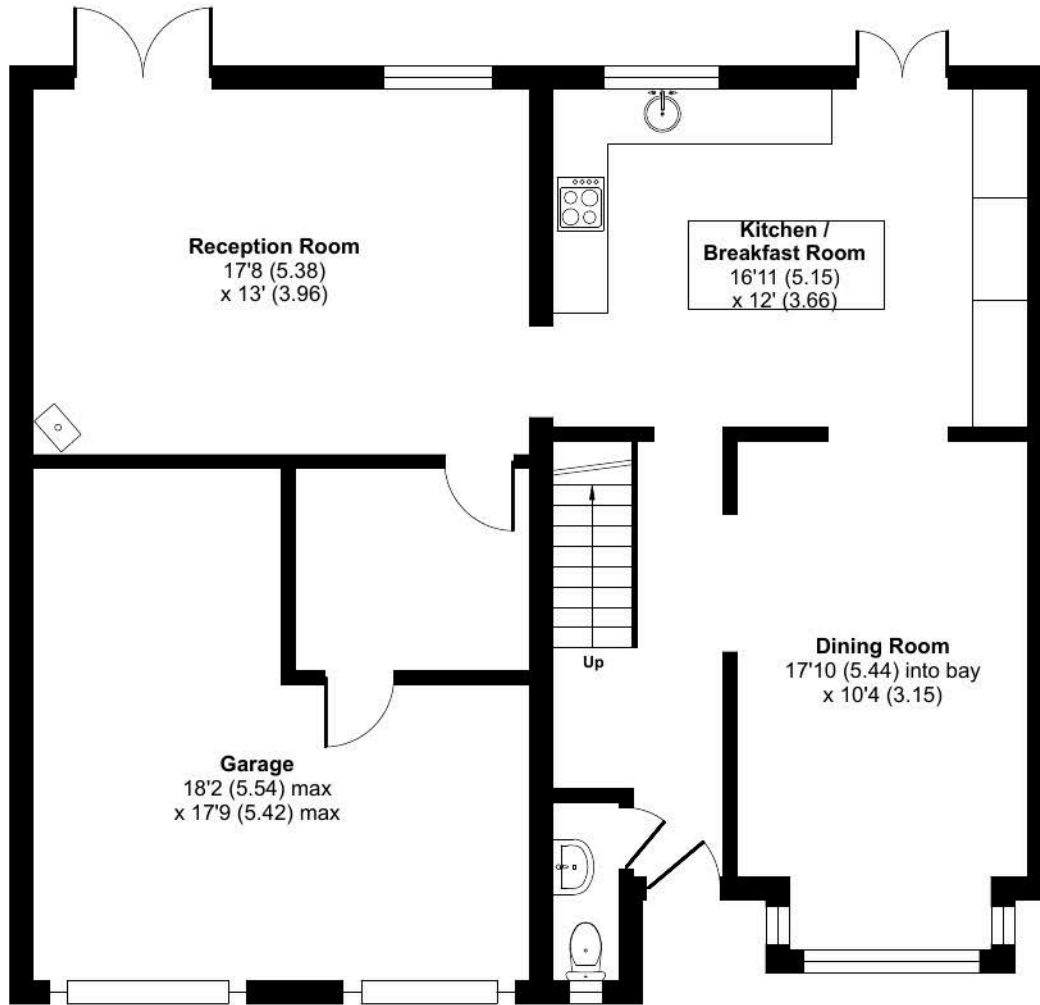 Reception Room
17'8 (5.38)
x 13' (3.96)
Kitchen /
Breakfast Room
16'11 (5.15)
x 12' (3.66)
Up
Dining Room
17'10 (5.44) into bay
x 10'4 (3.15)
Garage
18'2 (5.54) max
x 17'9 (5.42) max